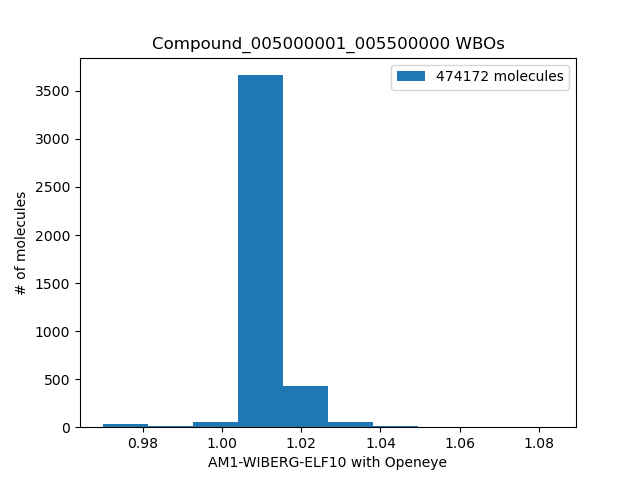 Compound_005000001_005500000 WBOs
474172 molecules
# of molecules
3500
3000
2500
2000
1500
1000
500
0
0.98 1.00 1.02 1.04 1.06 1.08
AM1-WIBERG-ELF10 with Openeye